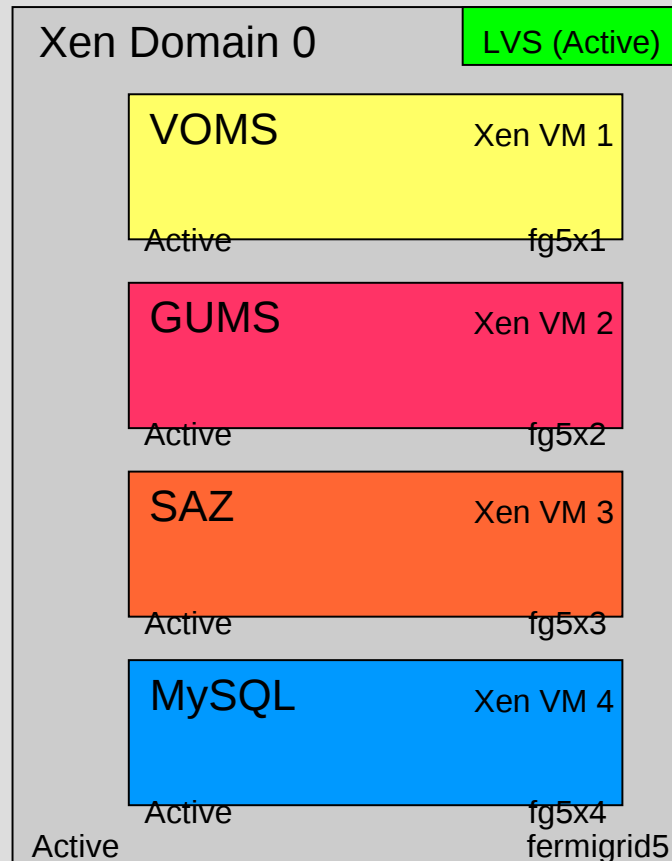 Xen Domain 0 LVS (Active)
VOMS Xen VM 1
Active fg5x1
GUMS Xen VM 2
Active fg5x2
SAZ Xen VM 3
Active fg5x3
MySQL Xen VM 4
Active fg5x4
Active fermigrid5